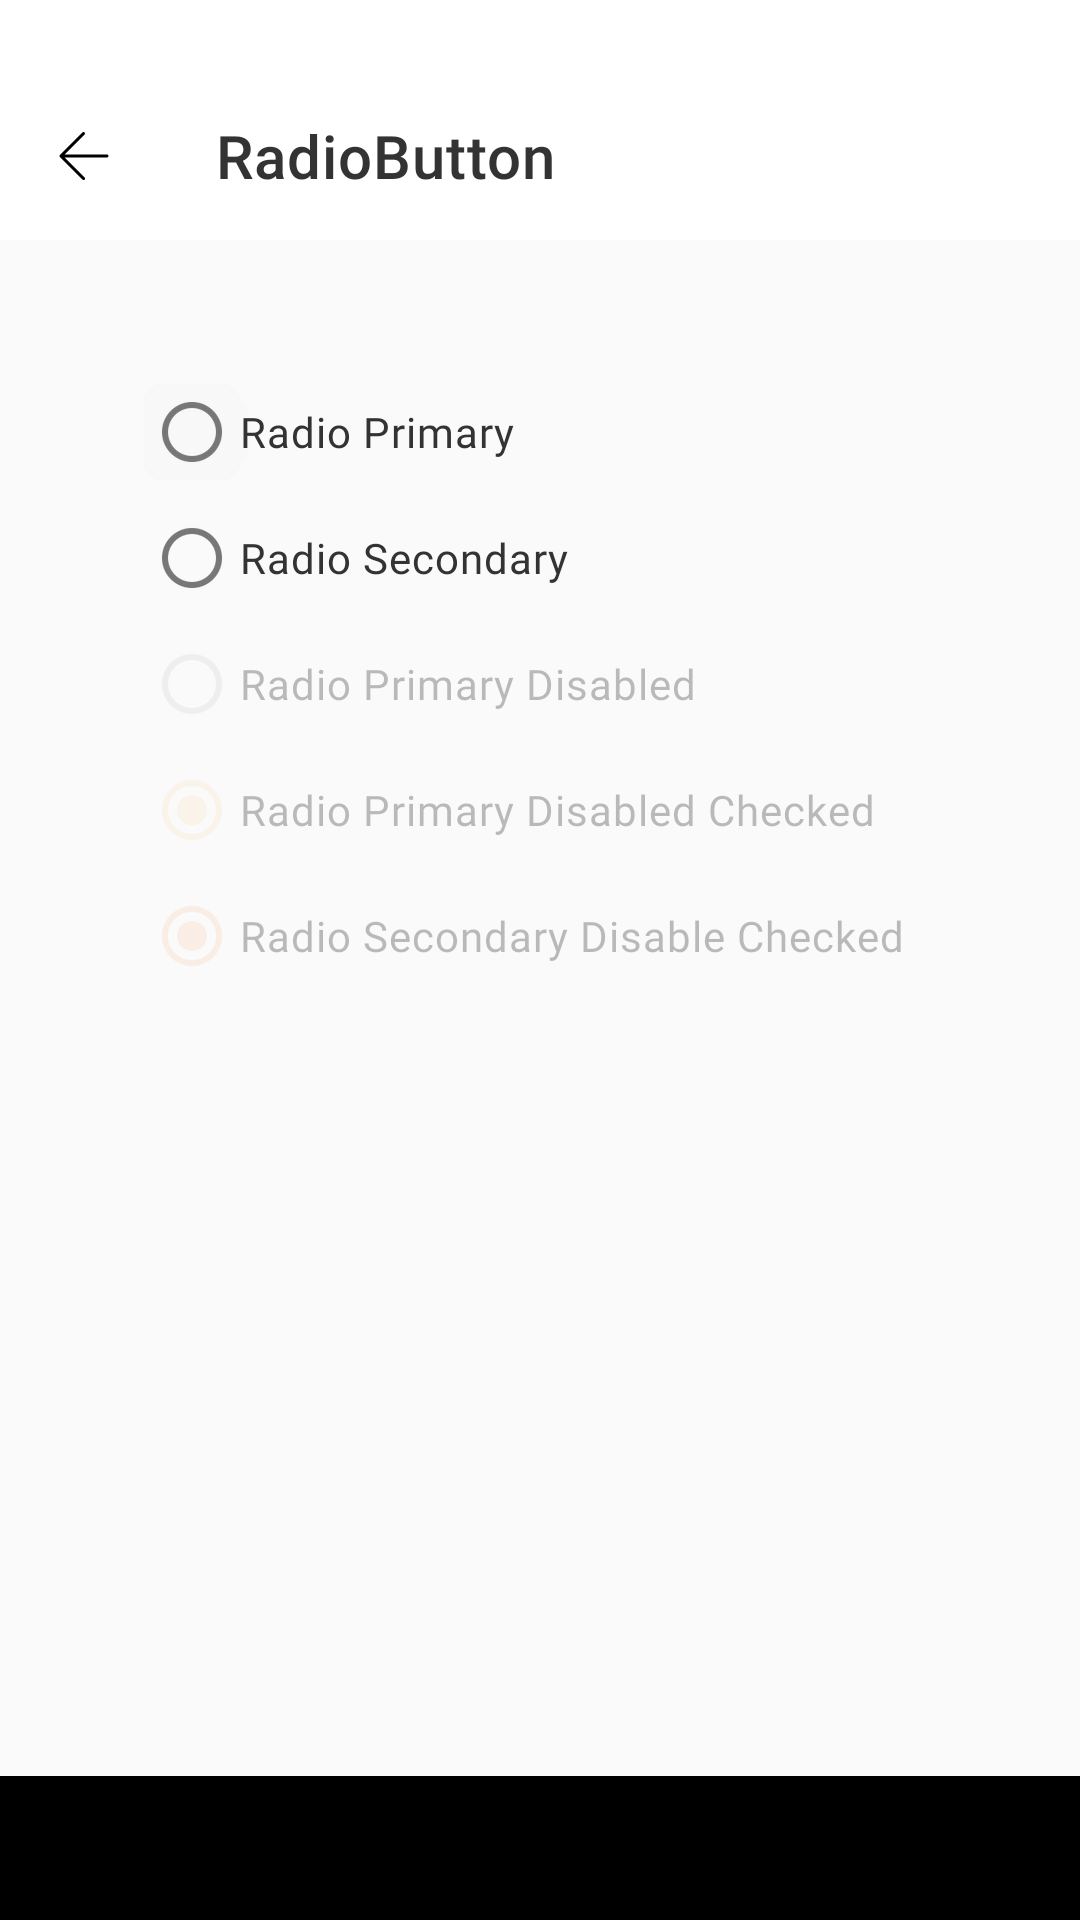 RadioButton
Radio Primary
Radio Secondary
Radio Primary Disabled
Radio Primary Disabled Checked
Radio Secondary Disable Checked